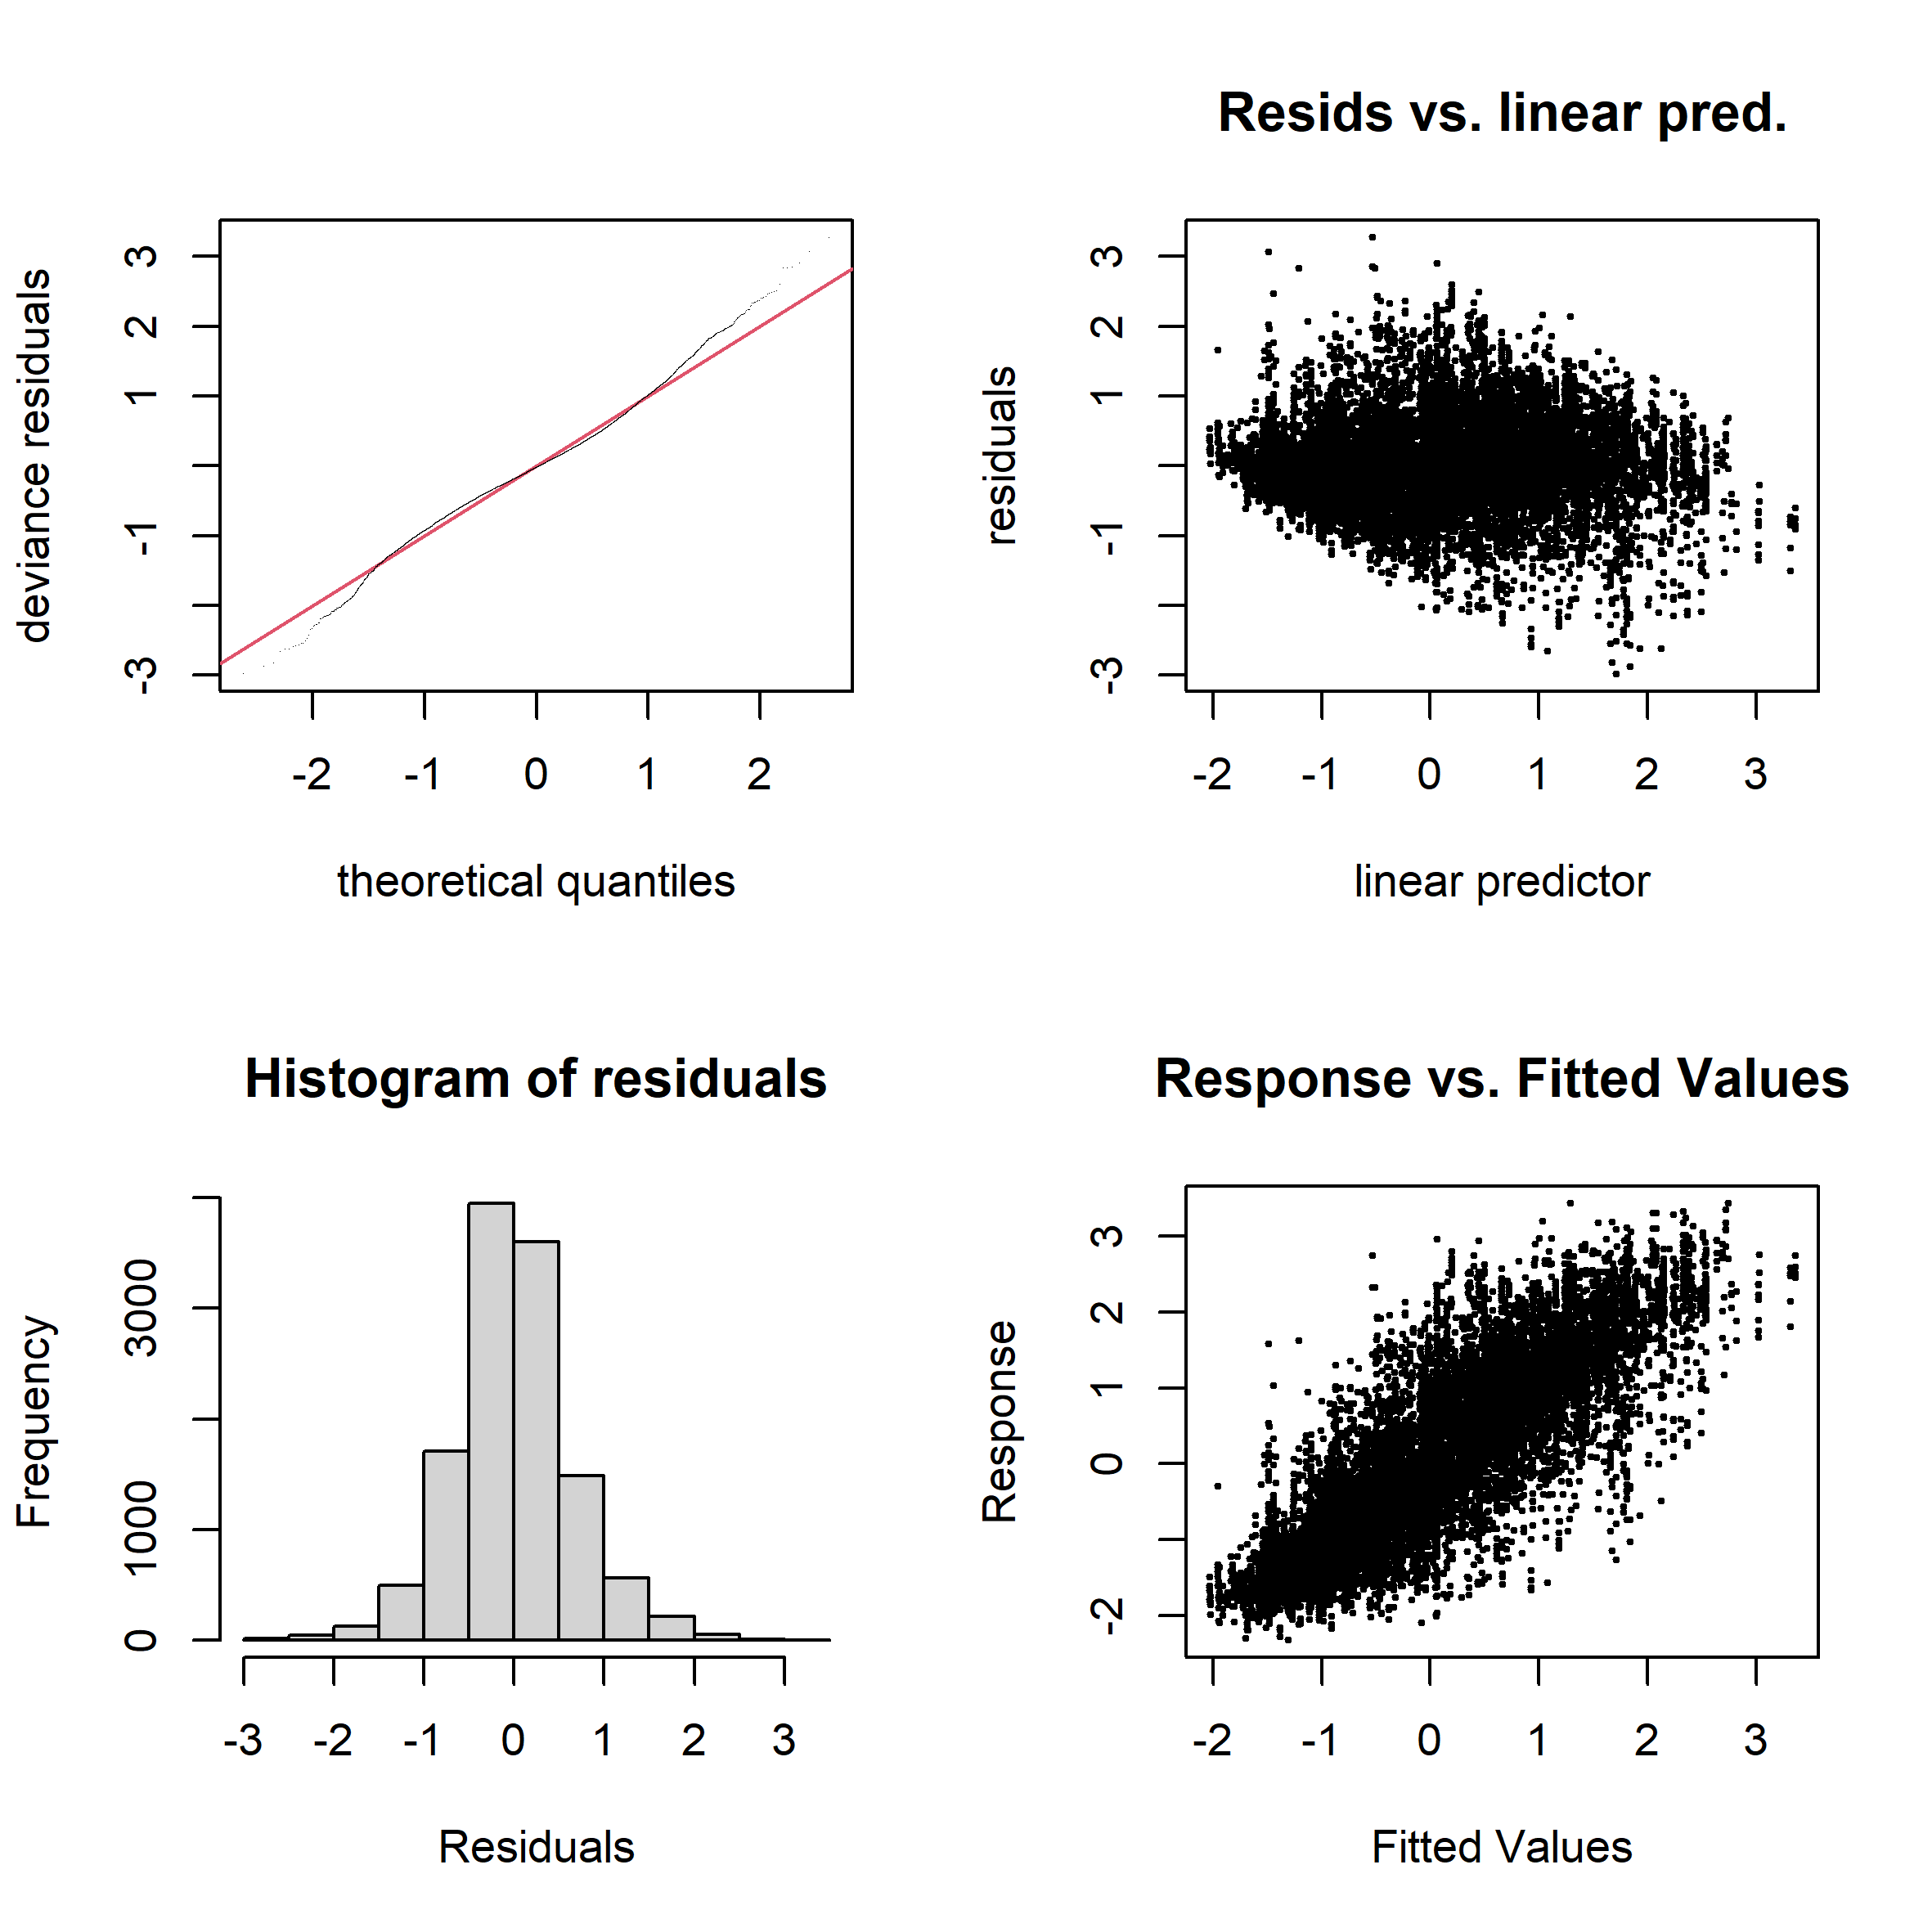 deviance residuals
3
2
1
-1
-3
-2 -1 0 1 2
theoretical quantiles
Resids vs. linear pred.
residuals
3
2
1
-1
-3
-2 -1 0 1 2 3
linear predictor
Histogram of residuals
Frequency
3000
1000
0
-3 -2 -1 0 1 2 3
Residuals
Response vs. Fitted Values
Response
3
2
1
0
-2
-2 -1 0 1 2 3
Fitted Values